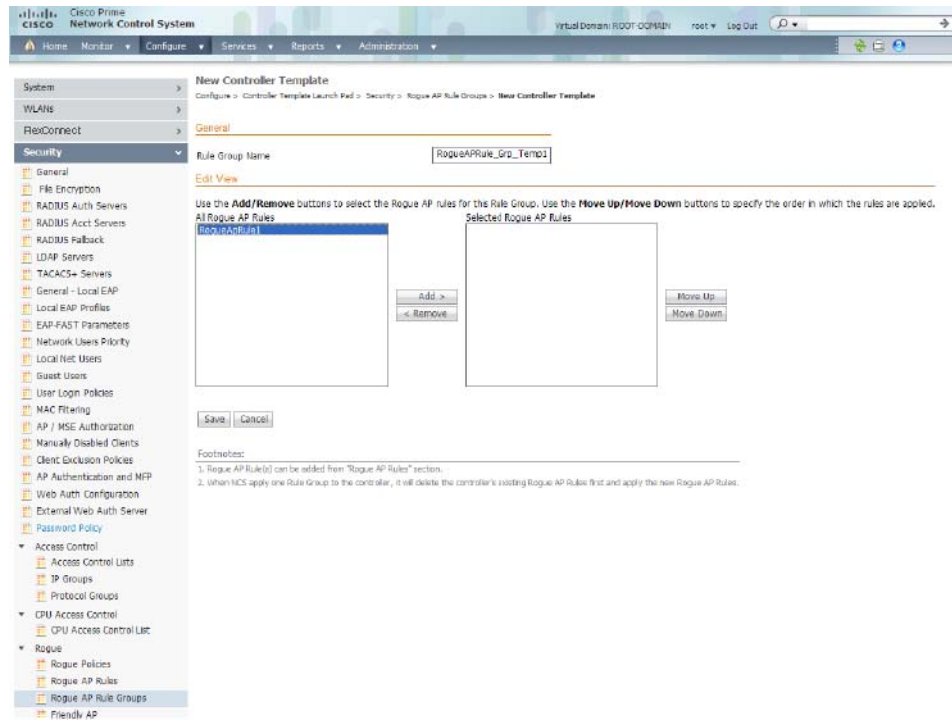 Cisco Prime
CISCO Network Control System
Virtual Domain: ROOT-DOMAIN root Log Out
Home Monitor Configure Services Reports Administration
System
WLANs
FlexConnect
Security
General
File Encryption
RADIUS Auth Servers
RADIUS Acct Servers
RADIUS Fallback
LDAP Servers
TACACS+ Servers
General - Local EAP
Local EAP Profiles
EAP-FAST Parameters
Network Users Priority
Local Net Users
Guest Users
User Login Policies
MAC Filtering
AP / MSE Authorization
Manually Disabled Clients
Client Exclusion Policies
AP Authentication and MFP
Web Auth Configuration
External Web Auth Server
Password Policy
Access Control
Access Control Lists
IP Groups
Protocol Groups
CPU Access Control
CPU Access Control List
Rogue
Rogue Policies
Rogue AP Rules
Rogue AP Rule Groups
Friendly AP
New Controller Template
Configure > Controller Template Launch Pad > Security > Rogue AP Rule Groups > New Controller Template
General
Rule Group Name RogueAPRule_Grp_Temp1
Edit View
Use the Add/Remove buttons to select the Rogue AP rules for this Rule Group. Use the Move Up/Move Down buttons to specify the order in which the rules are applied.
All Rogue AP Rules Selected Rogue AP Rules
RogueApRule1
Add > Move Up
< Remove Move Down
Save Cancel
Footnotes:
1. Rogue AP Rule(s) can be added from "Rogue AP Rules" section.
2. When NCS apply one Rule Group to the controller, it will delete the controller's existing Rogue AP Rules first and apply the new Rogue AP Rules.